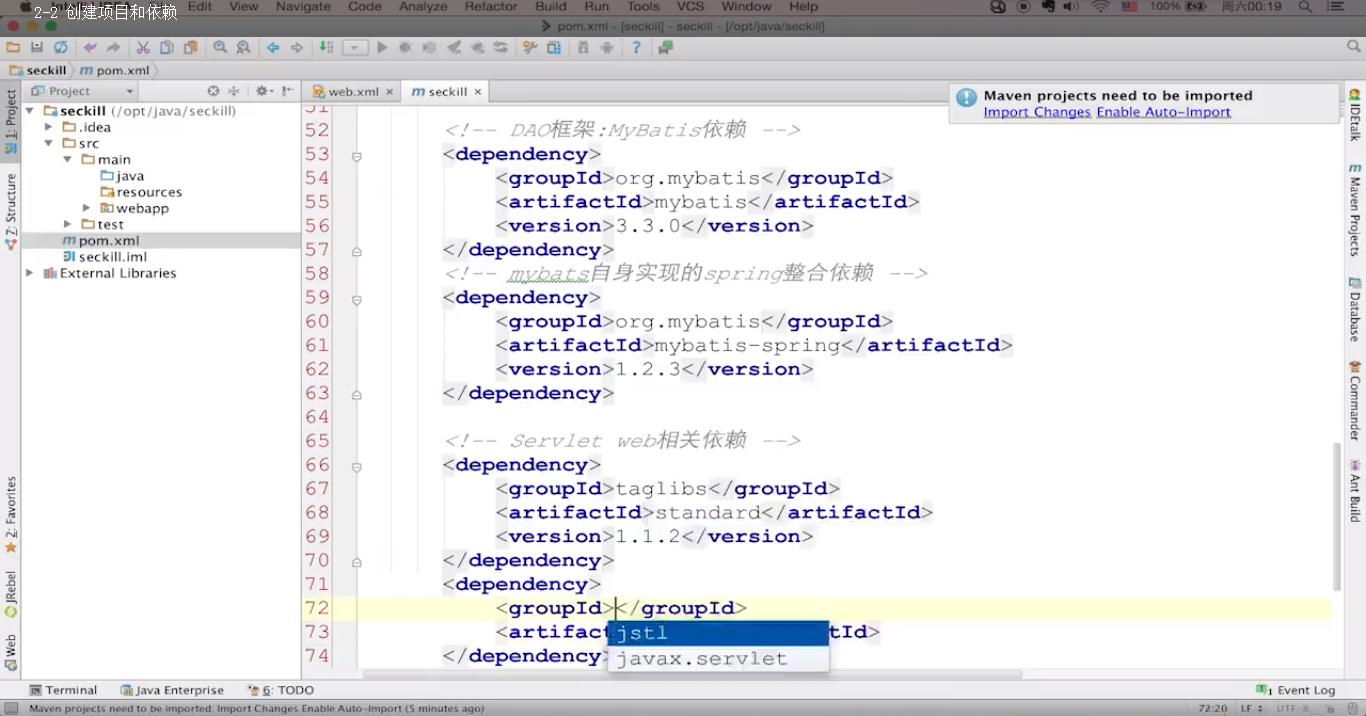 2-2 创建项目和依赖
Edit View Navigate Code Analyze Refactor Build Run Tools VCS Window Help
100% 周六00:19
pom.xml - [seckill] - seckill - [/opt/java/seckill]
seckill pom.xml
Project
web.xml
seckill
Maven projects need to be imported
Import Changes Enable Auto-Import
1: Project
Z: Structure
2: Favorites
JRebel
Web
seckill (/opt/java/seckill)
.idea
src
main
java
resources
webapp
test
pom.xml
seckill.iml
External Libraries
51
52 <!-- DAO框架:MyBatis依赖 -->
53 <dependency>
54 <groupId>org.mybatis</groupId>
55 <artifactId>mybatis</artifactId>
56 <version>3.3.0</version>
57 </dependency>
58 <!-- mybats自身实现的spring整合依赖 -->
59 <dependency>
60 <groupId>org.mybatis</groupId>
61 <artifactId>mybatis-spring</artifactId>
62 <version>1.2.3</version>
63 </dependency>
64
65 <!-- Servlet web相关依赖 -->
66 <dependency>
67 <groupId>taglibs</groupId>
68 <artifactId>standard</artifactId>
69 <version>1.1.2</version>
70 </dependency>
71 <dependency>
72 <groupId></groupId>
73 <artifact tId>
74 </dependency>
jstl
javax.servlet
IDEtalk
Maven Projects
Database
Commander
Ant Build
Terminal
Java Enterprise
6: TODO
1 Event Log
Maven projects need to be imported: Import Changes Enable Auto-Import (5 minutes ago)
72:20 LF UTF-8